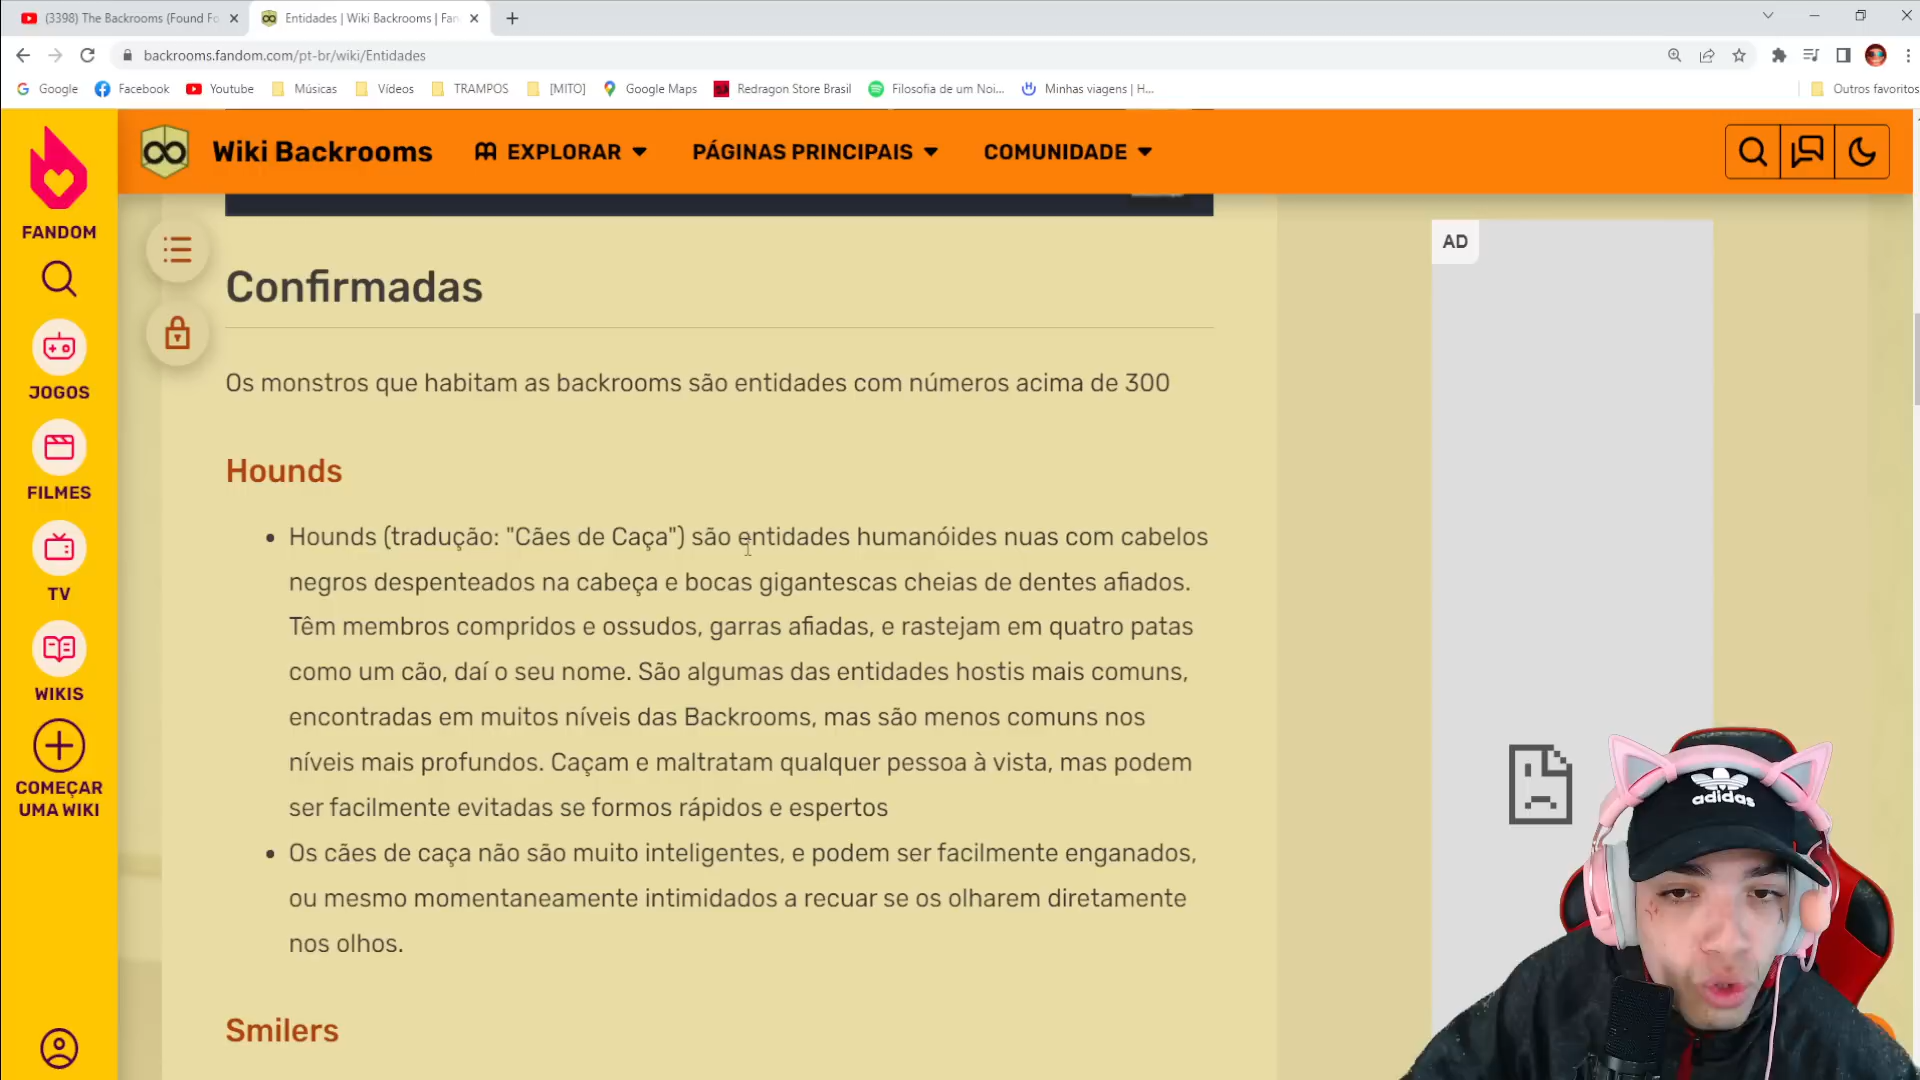 (3398) The Backrooms (Found Fo
Entidades | Wiki Backrooms | Fan
backrooms.fandom.com/pt-br/wiki/Entidades
Google
Facebook
Youtube
Músicas
Vídeos
TRAMPOS
[MITO]
Google Maps
Redragon Store Brasil
Filosofia de um Noi...
Minhas viagens | H...
Outros favoritos
Wiki Backrooms
EXPLORAR
PÁGINAS PRINCIPAIS
COMUNIDADE
FANDOM
JOGOS
FILMES
TV
WIKIS
COMEÇAR
UMA WIKI
Confirmadas
Os monstros que habitam as backrooms são entidades com números acima de 300
Hounds
Hounds (tradução: "Cães de Caça") são entidades humanóides nuas com cabelos
negros despenteados na cabeça e bocas gigantescas cheias de dentes afiados.
Têm membros compridos e ossudos, garras afiadas, e rastejam em quatro patas
como um cão, daí o seu nome. São algumas das entidades hostis mais comuns,
encontradas em muitos níveis das Backrooms, mas são menos comuns nos
níveis mais profundos. Caçam e maltratam qualquer pessoa à vista, mas podem
ser facilmente evitadas se formos rápidos e espertos
Os cães de caça não são muito inteligentes, e podem ser facilmente enganados,
ou mesmo momentaneamente intimidados a recuar se os olharem diretamente
nos olhos.
Smilers
AD
adidas